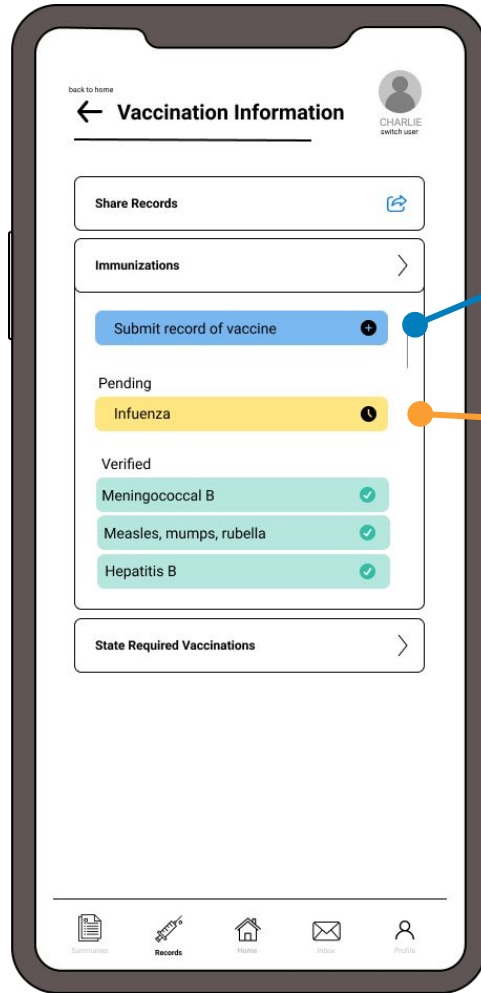 back to home
Vaccination Information
CHARLIE
switch user
Share Records
Immunizations
Submit record of vaccine
Pending
Infuenza
Verified
Meningococcal B
Measles, mumps, rubella
Hepatitis B
State Required Vaccinations
Summaries Records Home Inbox Profile